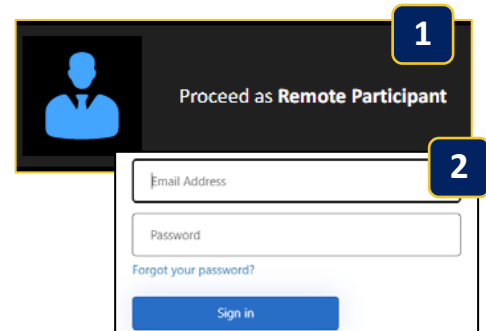 1
Proceed as Remote Participant
2
Email Address
Password
Forgot your password?
Sign in